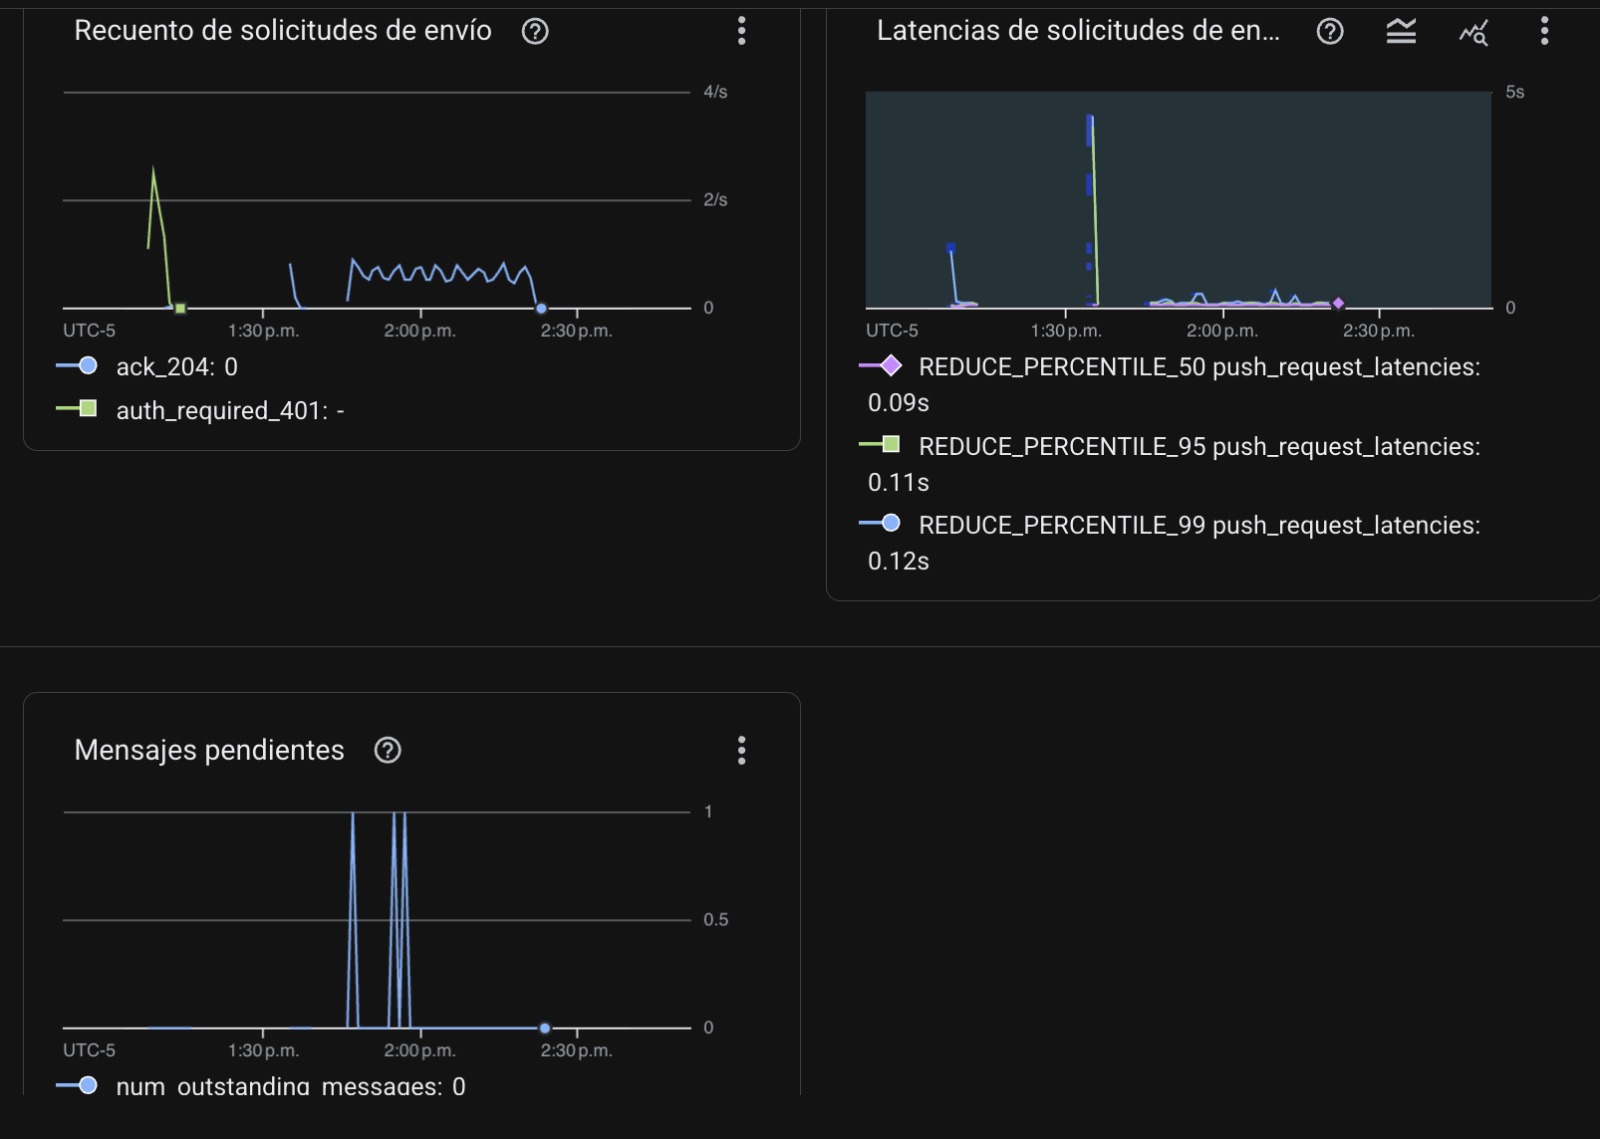 Recuento de solicitudes de envío
4/s
2/s
0
UTC-5 1:30 p.m. 2:00 p.m. 2:30 p.m.
ack_204: 0
auth_required_401: -
Latencias de solicitudes de en...
5s
0
UTC-5 1:30 p.m. 2:00 p.m. 2:30 p.m.
REDUCE_PERCENTILE_50 push_request_latencies:
0.09s
REDUCE_PERCENTILE_95 push_request_latencies:
0.11s
REDUCE_PERCENTILE_99 push_request_latencies:
0.12s
Mensajes pendientes
1
0.5
0
UTC-5 1:30 p.m. 2:00 p.m. 2:30 p.m.
num_outstanding_messages: 0